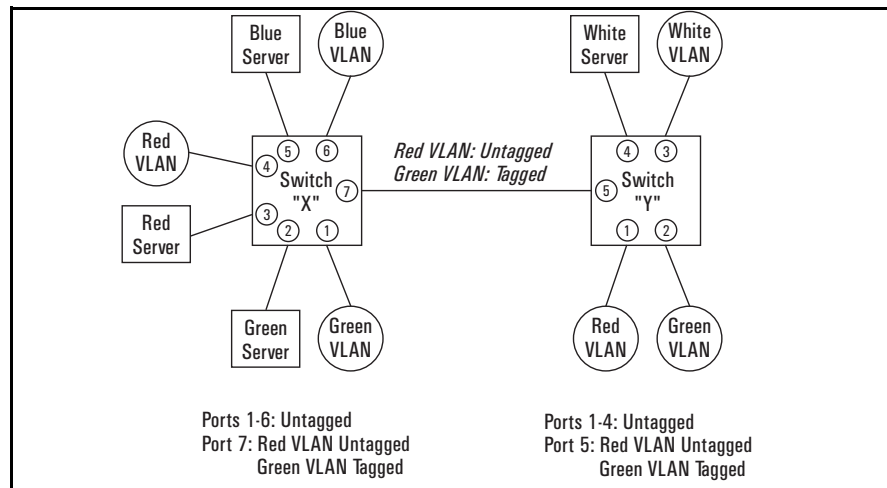 Blue
Server
Blue
VLAN
White
Server
White
VLAN
Red
VLAN
5
6
4
Switch
"X"
7
3
2
1
Red VLAN: Untagged
Green VLAN: Tagged
4
3
5
Switch
"Y"
1
2
Red
Server
Green
Server
Green
VLAN
Red
VLAN
Green
VLAN
Ports 1-6: Untagged
Port 7: Red VLAN Untagged
Green VLAN Tagged
Ports 1-4: Untagged
Port 5: Red VLAN Untagged
Green VLAN Tagged